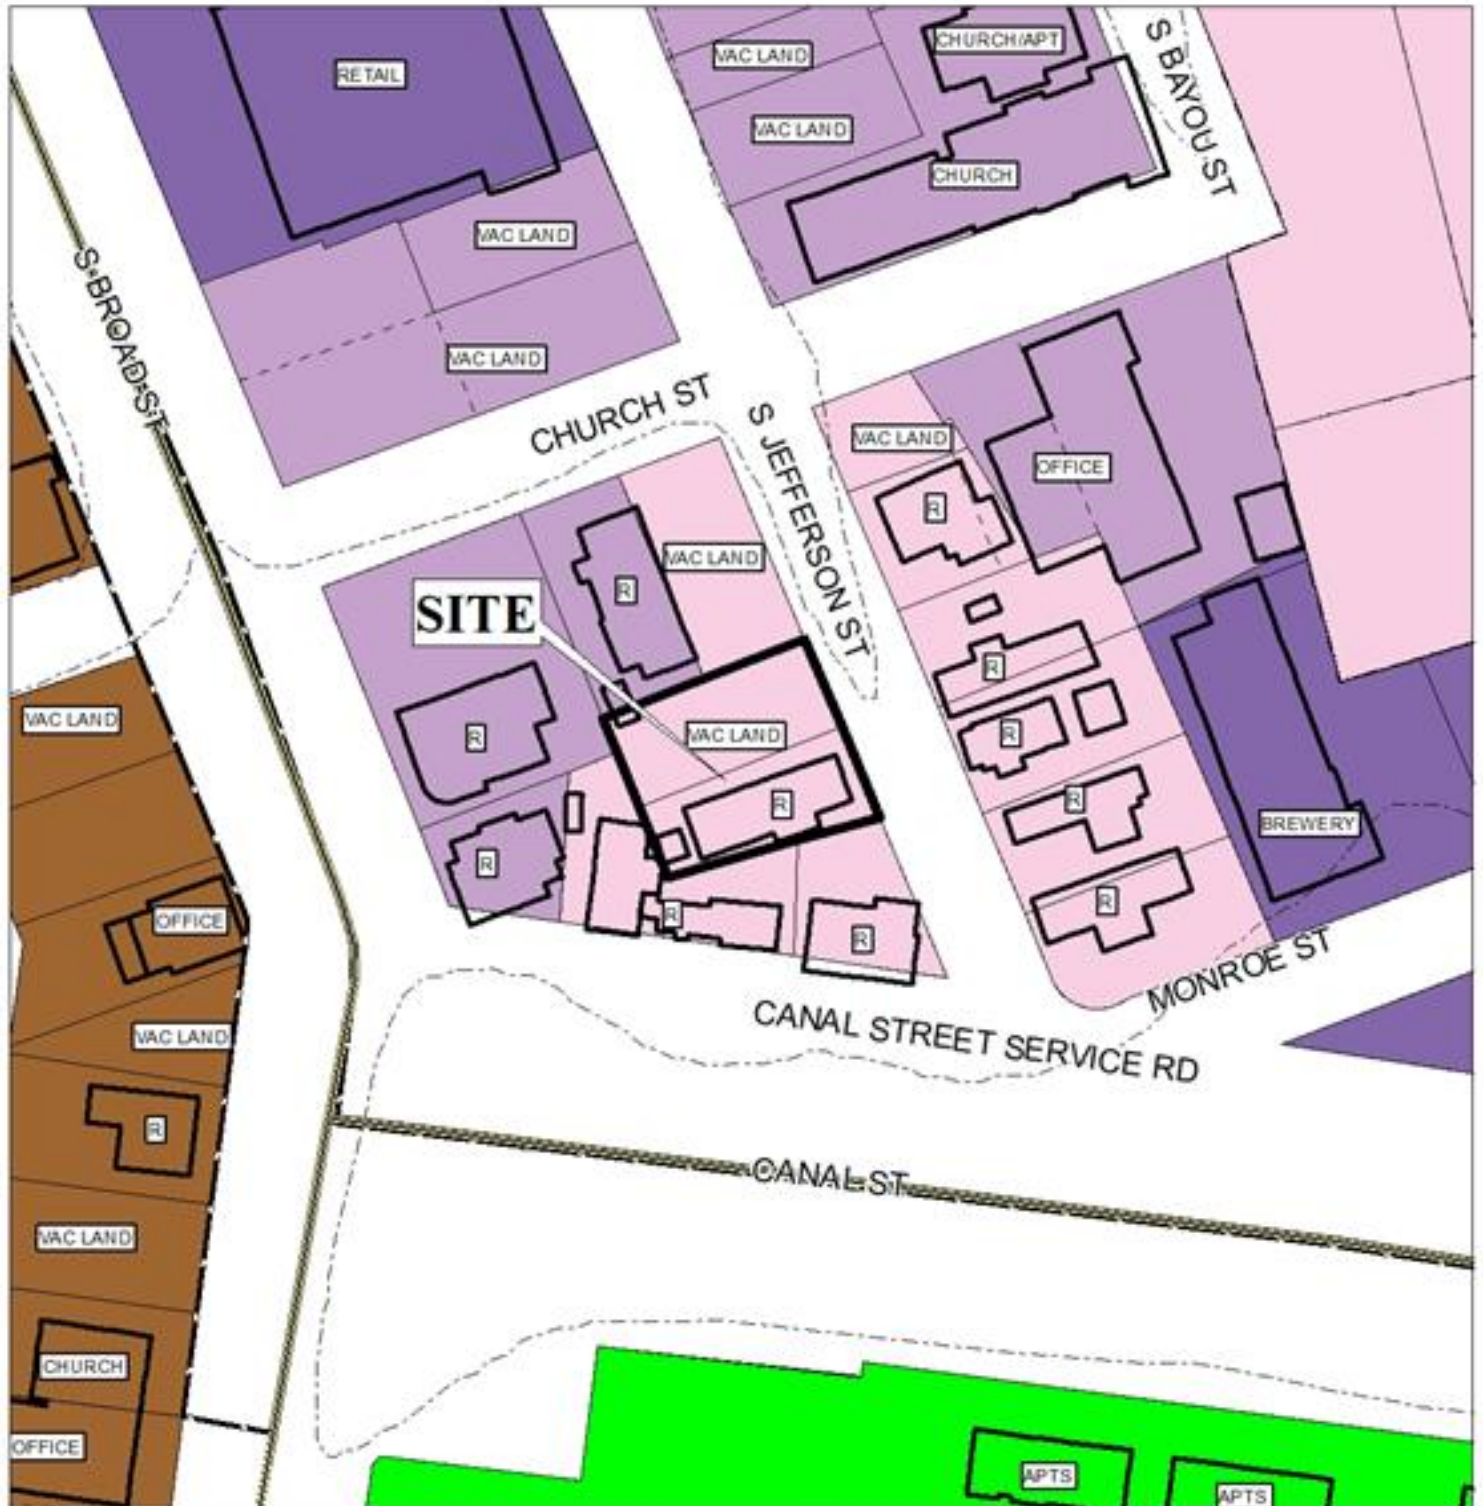 RETAIL
CHURCH/APT
VAC LAND
VAC LAND
CHURCH
S BAYOU ST
VAC LAND
VAC LAND
S BROAD ST
CHURCH ST
S JEFFERSON ST
VAC LAND
OFFICE
R
VAC LAND
R
SITE
R
VAC LAND
R
VAC LAND
R
R
R
BREWERY
R
R
R
R
OFFICE
R
MONROE ST
CANAL STREET SERVICE RD
VAC LAND
R
CANAL ST
VAC LAND
CHURCH
OFFICE
APTS
APTS